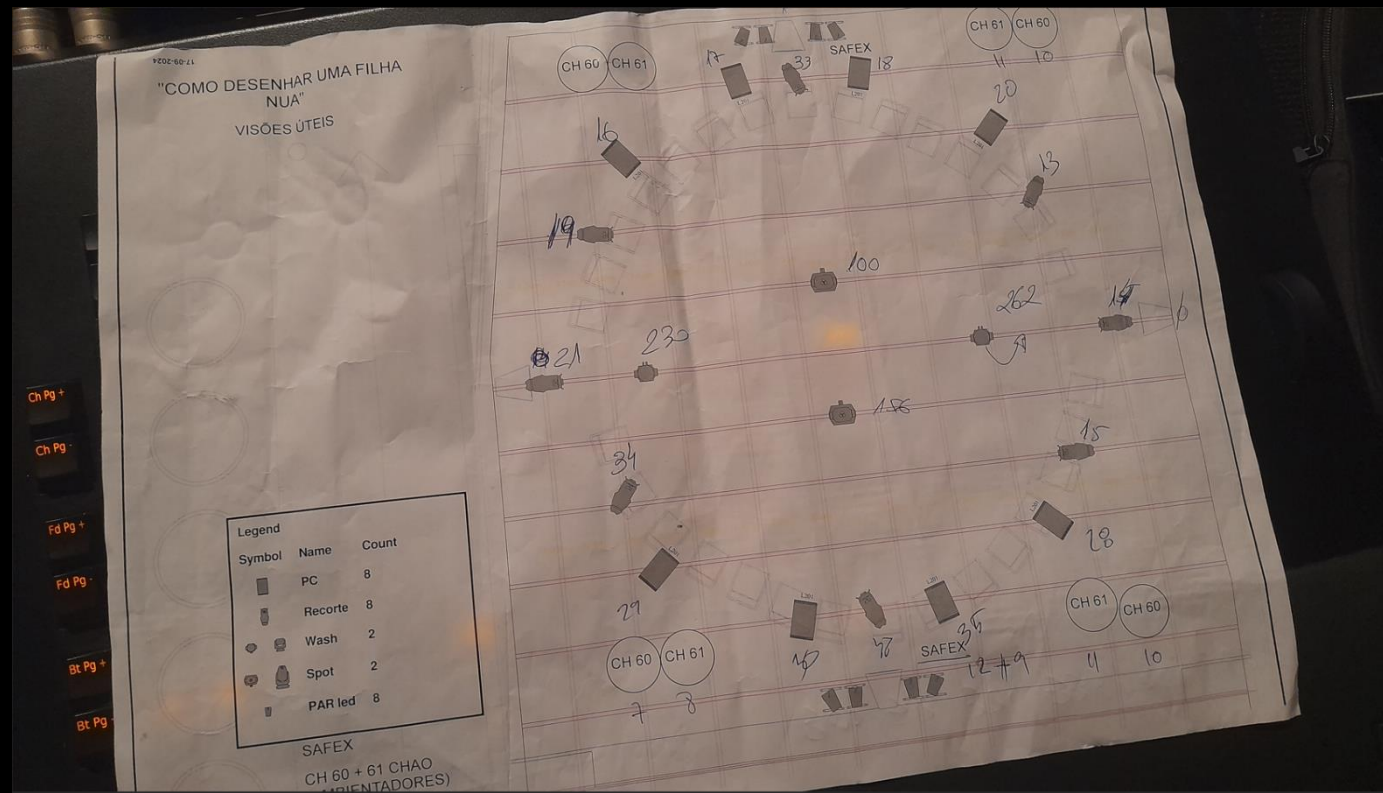 17-09-2024
"COMO DESENHAR UMA FILHA
NUA"
VISÕES ÚTEIS
CH 60 CH 61
SAFEX
CH 61 CH 60
17
33
18
11 10
20
16
13
19
100
262
21
230
156
34
15
28
29
35
SAFEX
CH 61 CH 60
CH 60 CH 61
12 + 9
11 10
7 8
Ch Pg +
Ch Pg -
Fd Pg +
Fd Pg -
Bt Pg +
Bt Pg
Legend
Symbol Name Count
PC 8
Recorte 8
Wash 2
Spot 2
PAR led 8
SAFEX
CH 60 + 61 CHAO
MBIENTADORES)